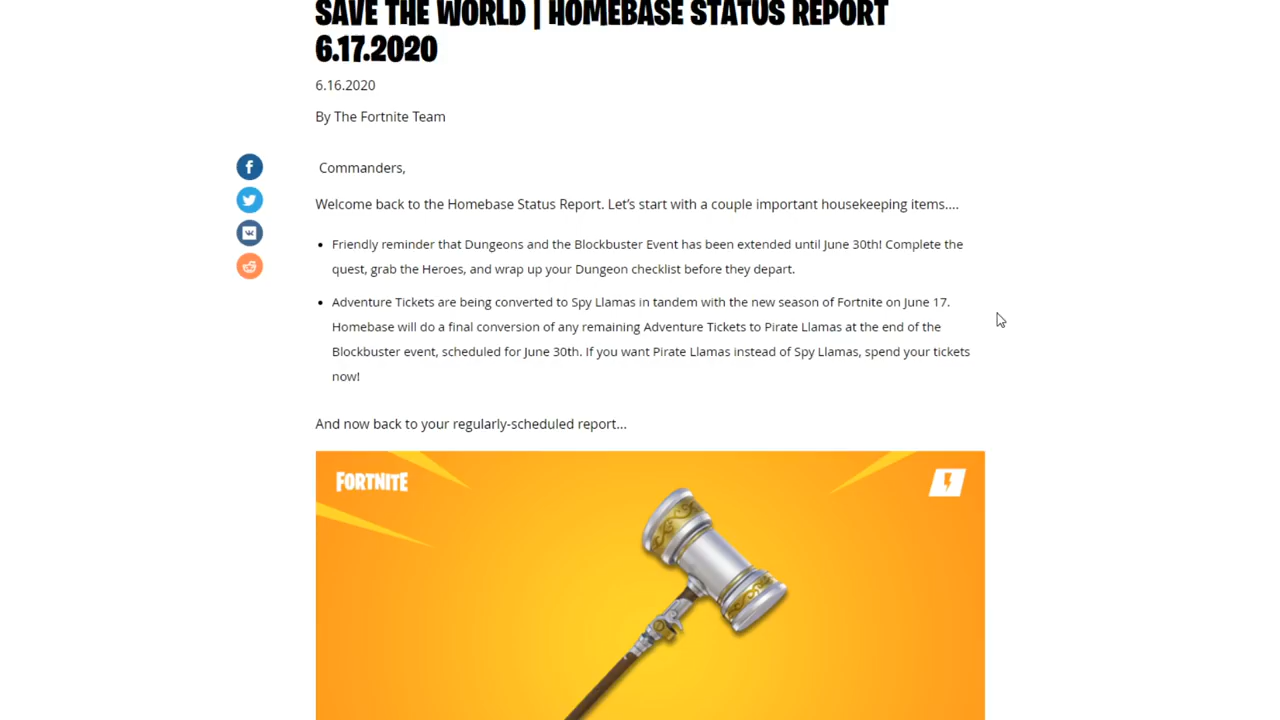 SAVE THE WORLD | HOMEBASE STATUS REPORT
6.17.2020
6.16.2020
By The Fortnite Team
Commanders,
Welcome back to the Homebase Status Report. Let's start with a couple important housekeeping items....
• Friendly reminder that Dungeons and the Blockbuster Event has been extended until June 30th! Complete the
quest, grab the Heroes, and wrap up your Dungeon checklist before they depart.
• Adventure Tickets are being converted to Spy Llamas in tandem with the new season of Fortnite on June 17.
Homebase will do a final conversion of any remaining Adventure Tickets to Pirate Llamas at the end of the
Blockbuster event, scheduled for June 30th. If you want Pirate Llamas instead of Spy Llamas, spend your tickets
now!
And now back to your regularly-scheduled report...
FORTNITE